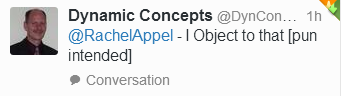 Dynamic Concepts @DynCon... 1h
@RachelAppel - I Object to that [pun
intended]
Conversation